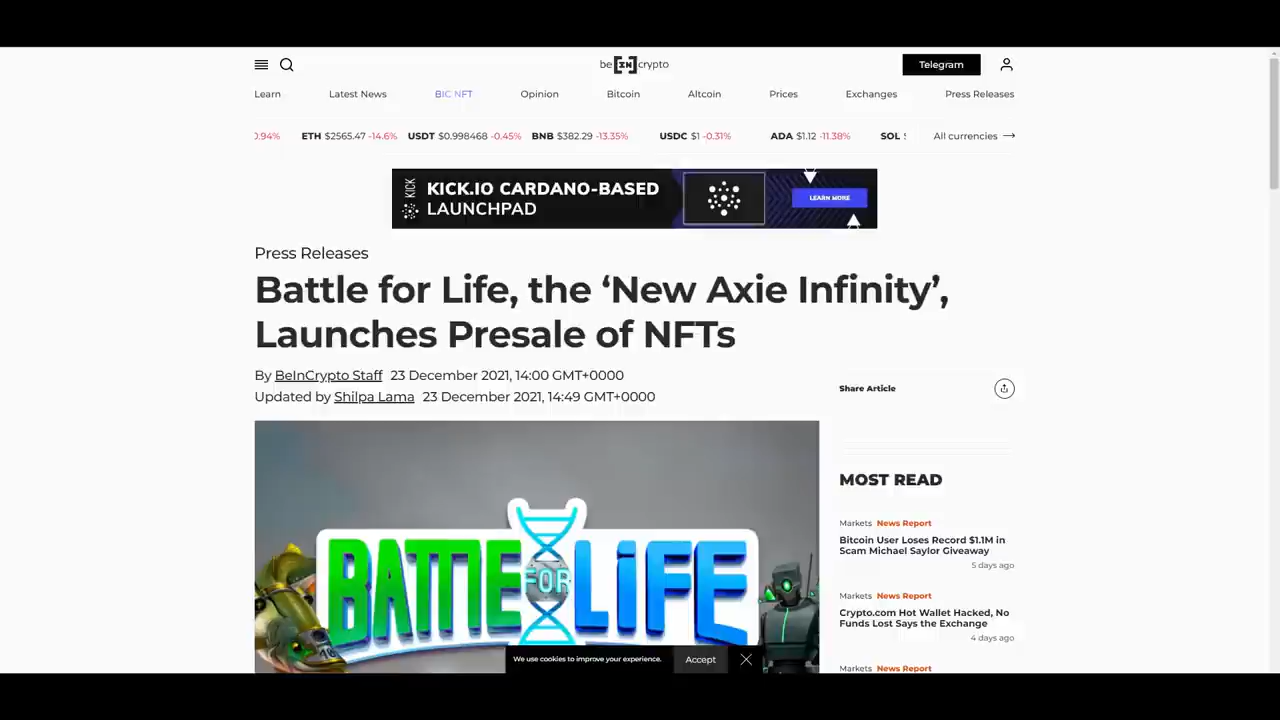 be[IN]crypto
Telegram
Learn Latest News BIC NFT Opinion Bitcoin Altcoin Prices Exchanges Press Releases
0.94% ETH $2565.47 -14.6% USDT $0.998468 -0.45% BNB $382.29 -13.35% USDC $1 -0.31% ADA $1.12 -11.38% SOL All currencies →
KICK
KICK.IO CARDANO-BASED
LAUNCHPAD
LEARN MORE
Press Releases
Battle for Life, the ‘New Axie Infinity’,
Launches Presale of NFTs
By BeInCrypto Staff 23 December 2021, 14:00 GMT+0000
Updated by Shilpa Lama 23 December 2021, 14:49 GMT+0000
Share Article
BATTLE FOR LIFE
MOST READ
Markets News Report
Bitcoin User Loses Record $1.1M in
Scam Michael Saylor Giveaway
5 days ago
Markets News Report
Crypto.com Hot Wallet Hacked, No
Funds Lost Says the Exchange
4 days ago
Markets News Report
We use cookies to improve your experience. Accept